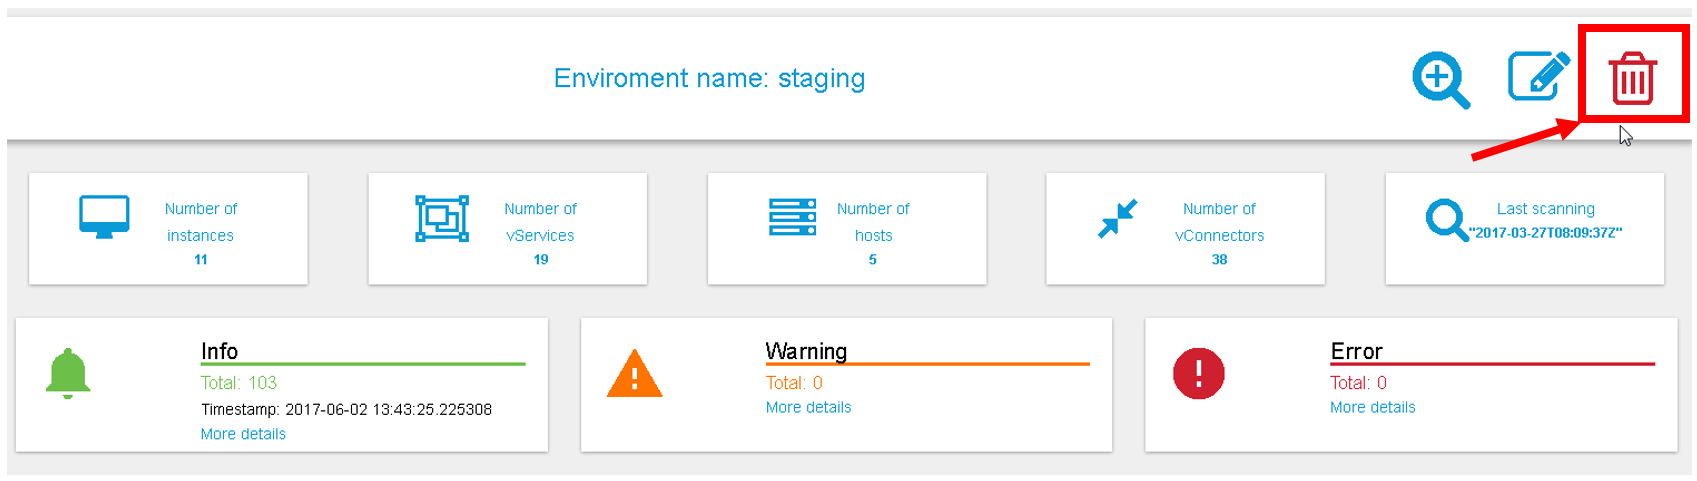 Enviroment name: staging
Number of
instances
11
Number of
vServices
19
Number of
hosts
5
Number of
vConnectors
38
Last scanning
"2017-03-27T08:09:37Z"
Info
Total: 103
Timestamp: 2017-06-02 13:43:25.225308
More details
Warning
Total: 0
More details
Error
Total: 0
More details